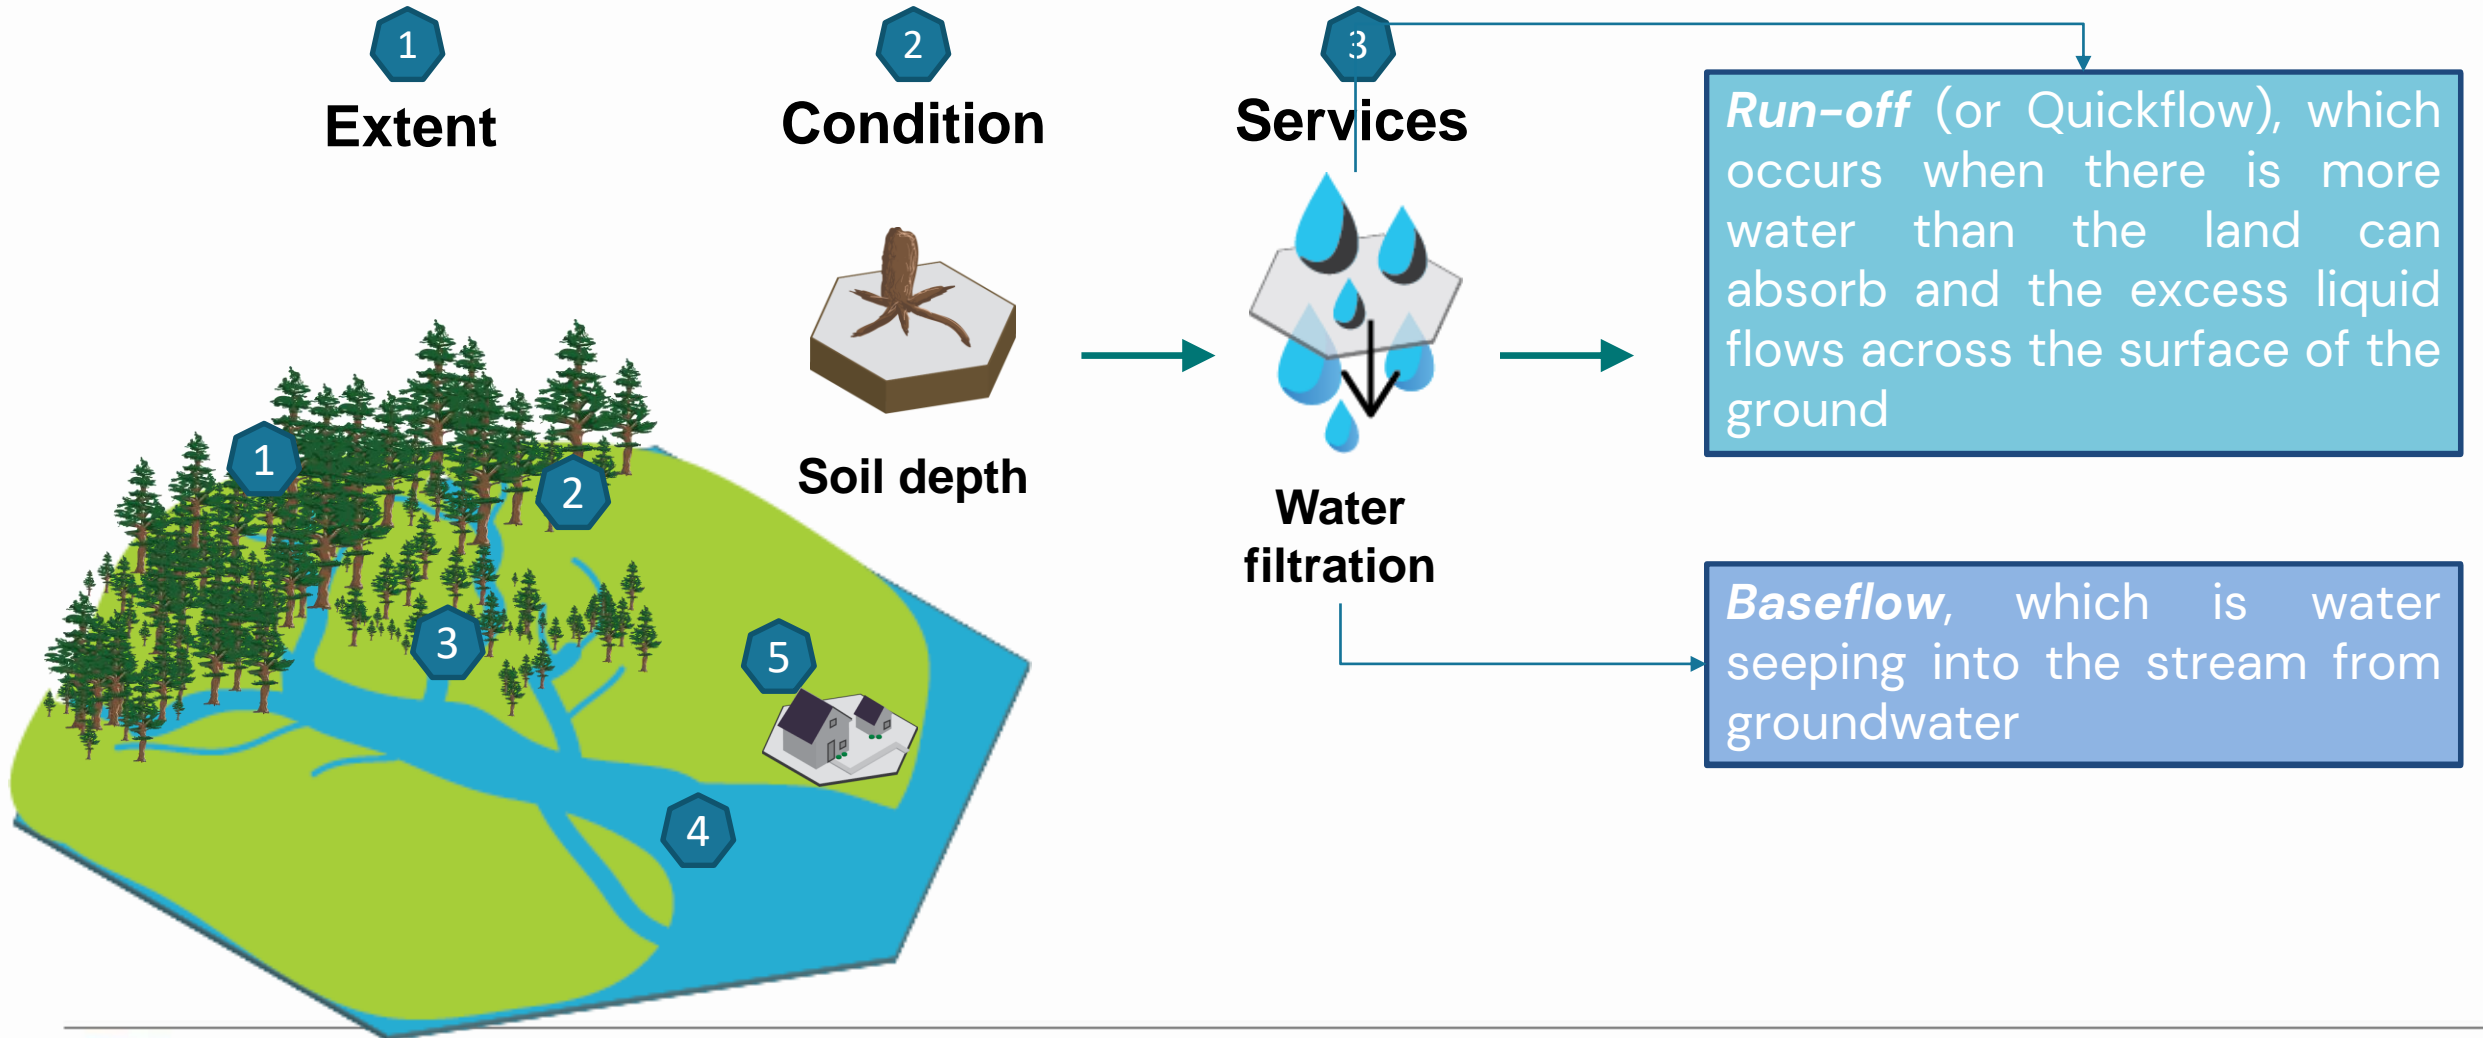 1
2
3
Extent
Condition
Services
Soil depth
Water
filtration
Run-off (or Quickflow), which
occurs when there is more
water than the land can
absorb and the excess liquid
flows across the surface of the
ground
Baseflow, which is water
seeping into the stream from
groundwater
1
2
3
5
4